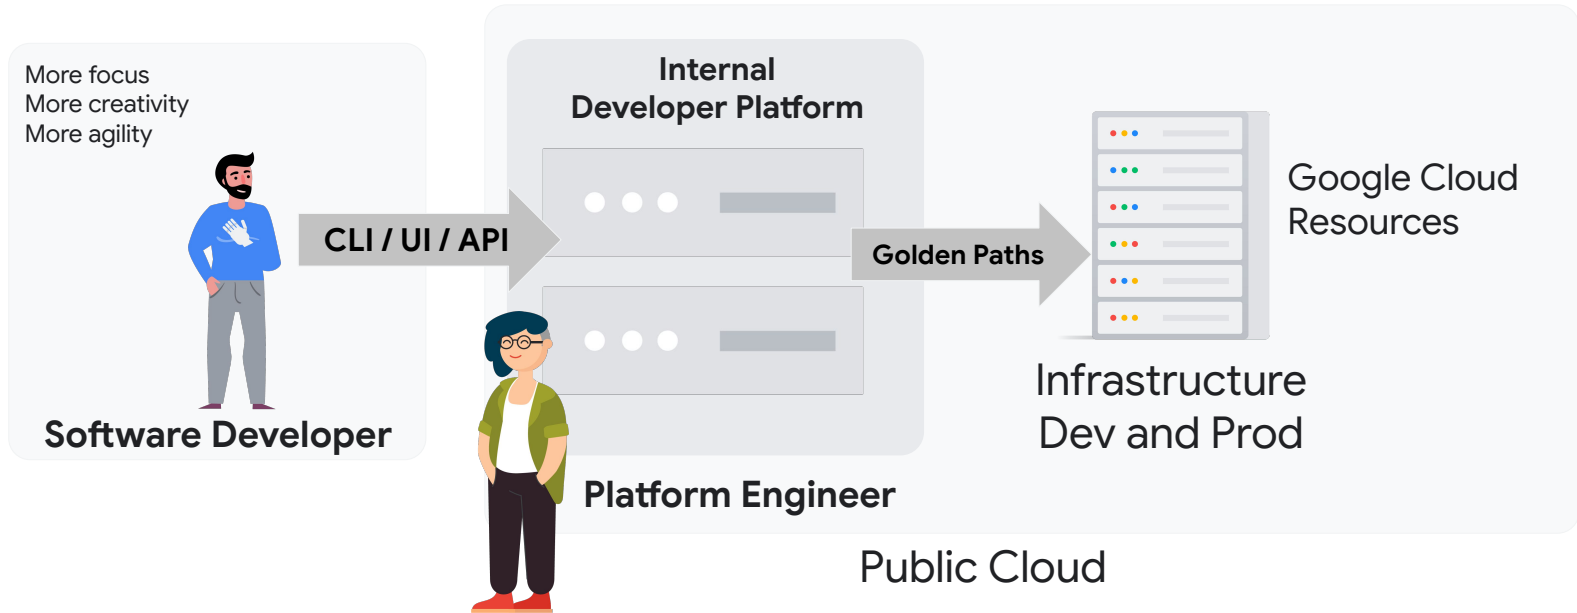 More focus
More creativity
More agility
Software Developer
CLI / UI / API
Internal
Developer Platform
Platform Engineer
Golden Paths
Google Cloud
Resources
Infrastructure
Dev and Prod
Public Cloud